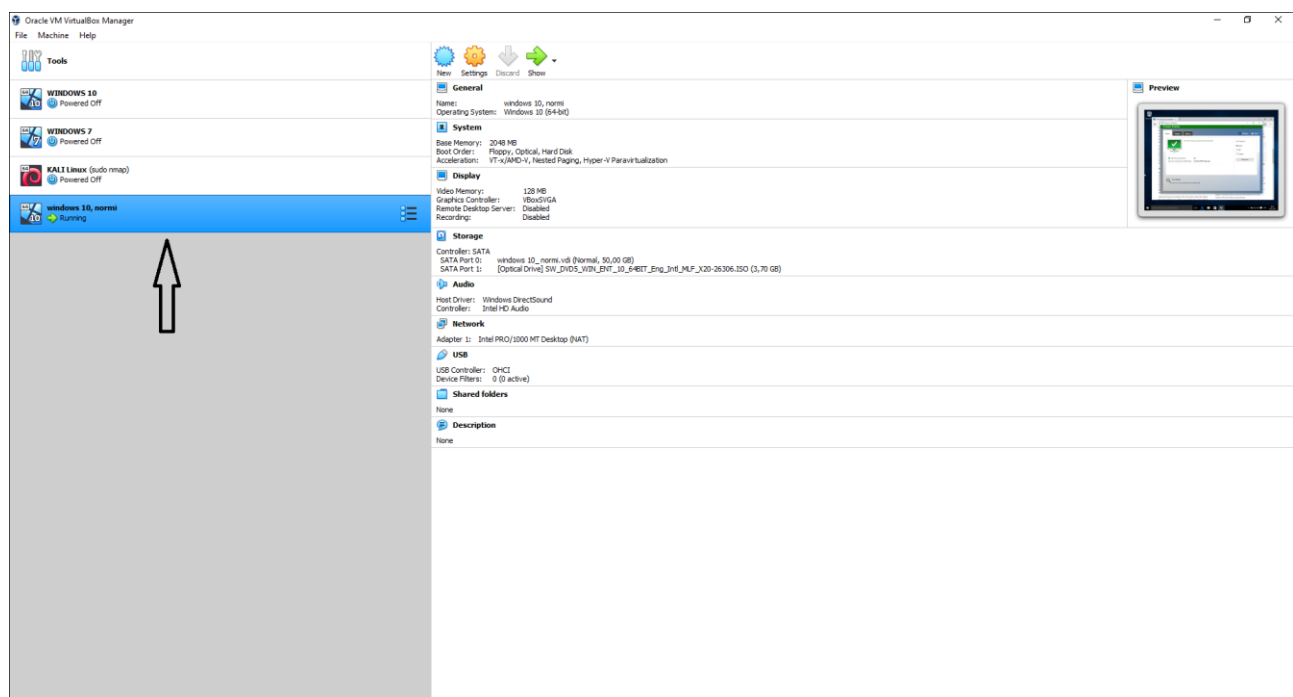 Oracle VM VirtualBox Manager
File Machine Help
Tools
WINDOWS 10
Powered Off
WINDOWS 7
Powered Off
KALI Linux (sudo nmap)
Powered Off
windows 10, normi
Running
New Settings Discard Show
General
Name: windows 10, normi
Operating System: Windows 10 (64-bit)
System
Base Memory: 2048 MB
Boot Order: Floppy, Optical, Hard Disk
Acceleration: VT-x/AMD-V, Nested Paging, Hyper-V Paravirtualization
Display
Video Memory: 128 MB
Graphics Controller: VBoxSVGA
Remote Desktop Server: Disabled
Recording: Disabled
Storage
Controller: SATA
SATA Port 0: windows 10_ normi.vdi (Normal, 50,00 GB)
SATA Port 1: [Optical Drive] SW_DVD5_WIN_ENT_10_64BIT_Eng_Intl_MLF_X20-26306.ISO (3,70 GB)
Audio
Host Driver: Windows DirectSound
Controller: Intel HD Audio
Network
Adapter 1: Intel PRO/1000 MT Desktop (NAT)
USB
USB Controller: OHCI
Device Filters: 0 (0 active)
Shared folders
None
Description
None
Preview